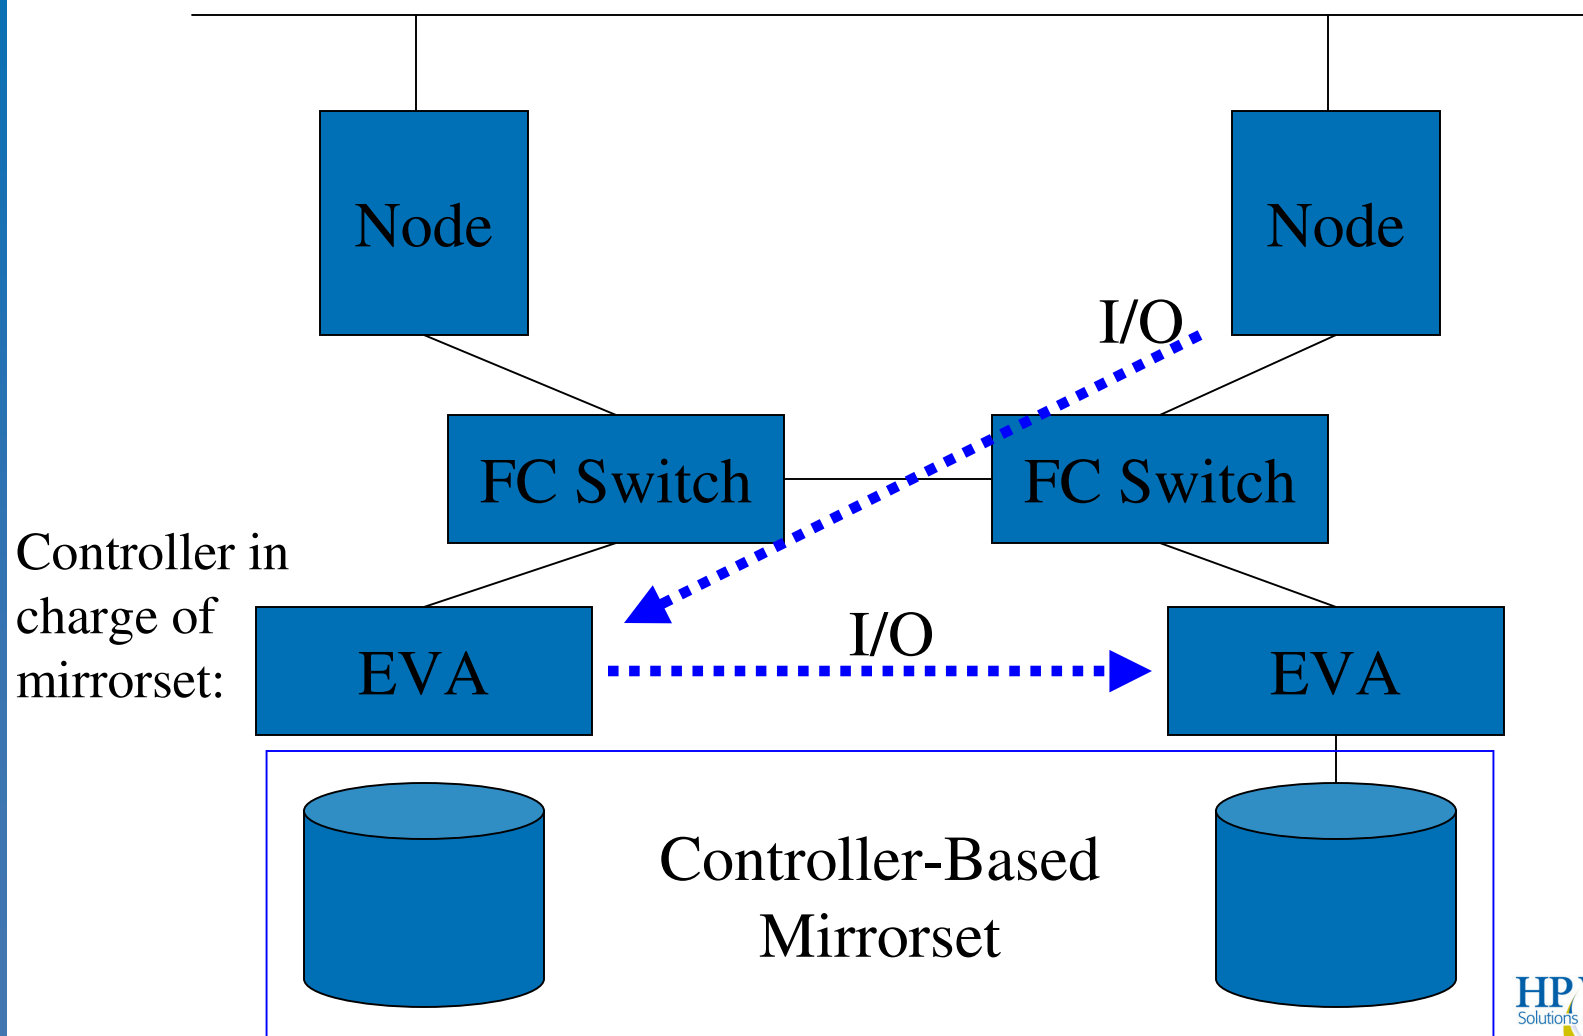 Node
Node
I/O
FC Switch
FC Switch
Controller in
charge of
mirrorset:
EVA
I/O
EVA
Controller-Based
Mirrorset
HP
Solutions